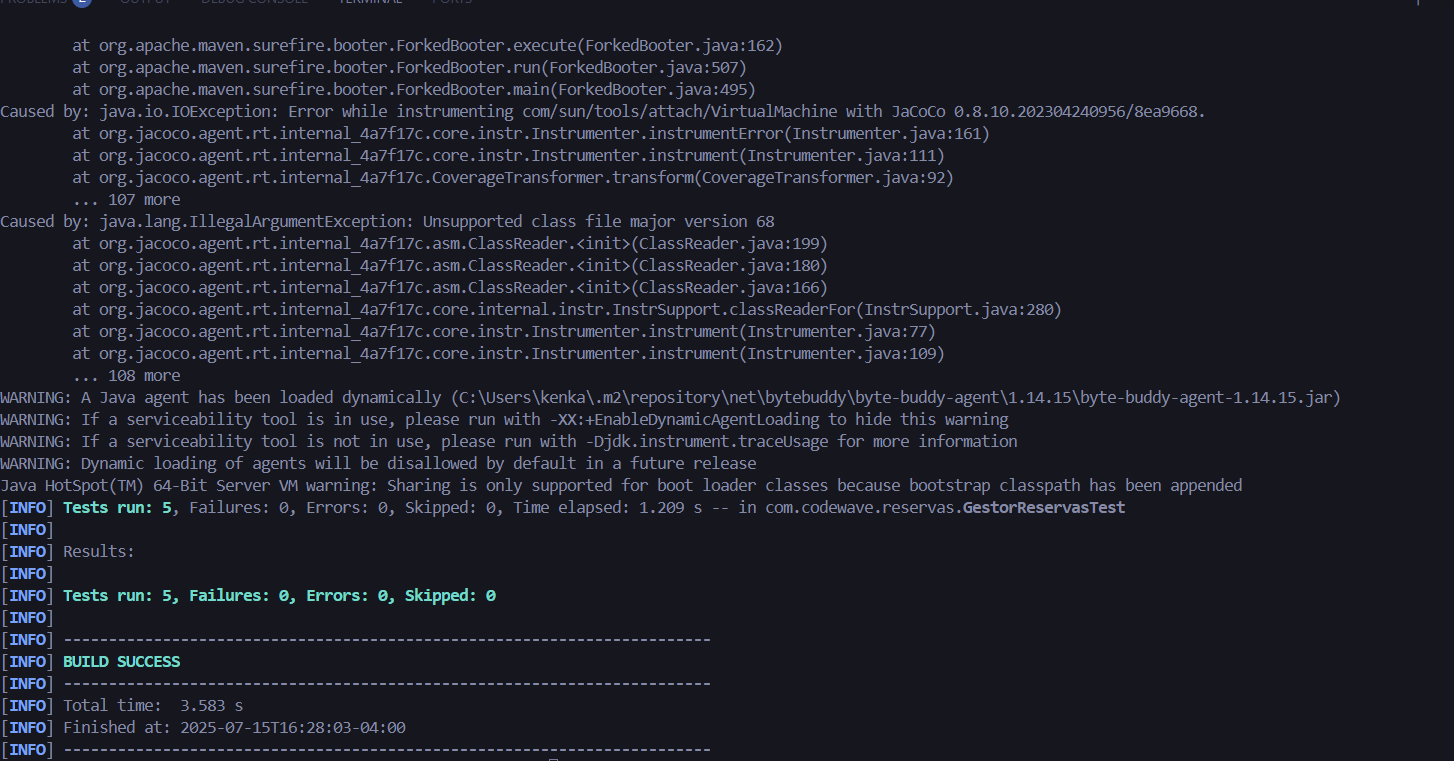 PROBLEMS 2 OUTPUT DEBUG CONSOLE TERMINAL PORTS
at org.apache.maven.surefire.booter.ForkedBooter.execute(ForkedBooter.java:162)
at org.apache.maven.surefire.booter.ForkedBooter.run(ForkedBooter.java:507)
at org.apache.maven.surefire.booter.ForkedBooter.main(ForkedBooter.java:495)
Caused by: java.io.IOException: Error while instrumenting com/sun/tools/attach/VirtualMachine with JaCoCo 0.8.10.202304240956/8ea9668.
at org.jacoco.agent.rt.internal_4a7f17c.core.instr.Instrumenter.instrumentError(Instrumenter.java:161)
at org.jacoco.agent.rt.internal_4a7f17c.core.instr.Instrumenter.instrument(Instrumenter.java:111)
at org.jacoco.agent.rt.internal_4a7f17c.CoverageTransformer.transform(CoverageTransformer.java:92)
... 107 more
Caused by: java.lang.IllegalArgumentException: Unsupported class file major version 68
at org.jacoco.agent.rt.internal_4a7f17c.asm.ClassReader.<init>(ClassReader.java:199)
at org.jacoco.agent.rt.internal_4a7f17c.asm.ClassReader.<init>(ClassReader.java:180)
at org.jacoco.agent.rt.internal_4a7f17c.asm.ClassReader.<init>(ClassReader.java:166)
at org.jacoco.agent.rt.internal_4a7f17c.core.internal.instr.InstrSupport.classReaderFor(InstrSupport.java:280)
at org.jacoco.agent.rt.internal_4a7f17c.core.instr.Instrumenter.instrument(Instrumenter.java:77)
at org.jacoco.agent.rt.internal_4a7f17c.core.instr.Instrumenter.instrument(Instrumenter.java:109)
... 108 more
WARNING: A Java agent has been loaded dynamically (C:\Users\kenka\.m2\repository\net\bytebuddy\byte-buddy-agent\1.14.15\byte-buddy-agent-1.14.15.jar)
WARNING: If a serviceability tool is in use, please run with -XX:+EnableDynamicAgentLoading to hide this warning
WARNING: If a serviceability tool is not in use, please run with -Djdk.instrument.traceUsage for more information
WARNING: Dynamic loading of agents will be disallowed by default in a future release
Java HotSpot(TM) 64-Bit Server VM warning: Sharing is only supported for boot loader classes because bootstrap classpath has been appended
[INFO] Tests run: 5, Failures: 0, Errors: 0, Skipped: 0, Time elapsed: 1.209 s -- in com.codewave.reservas.GestorReservasTest
[INFO]
[INFO] Results:
[INFO]
[INFO] Tests run: 5, Failures: 0, Errors: 0, Skipped: 0
[INFO]
[INFO] ------------------------------------------------------------------------
[INFO] BUILD SUCCESS
[INFO] ------------------------------------------------------------------------
[INFO] Total time:  3.583 s
[INFO] Finished at: 2025-07-15T16:28:03-04:00
[INFO] ------------------------------------------------------------------------